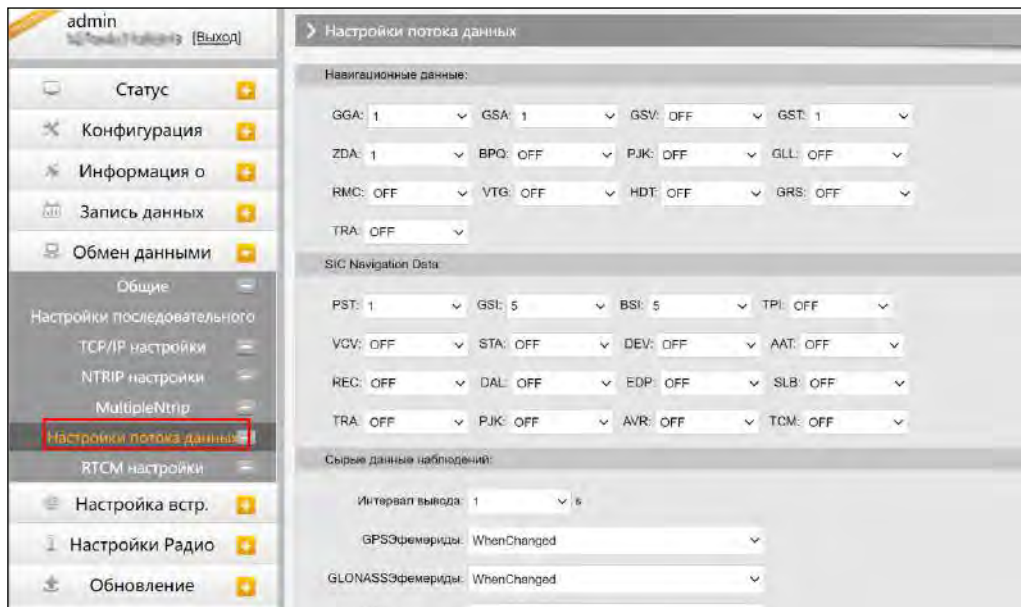 admin
[Выход]
Статус
Конфигурация
Информация о
Запись данных
Обмен данными
Общие
Настройки последовательного
TCP/IP настройки
NTRIP настройки
MultipleNtrip
Настройки потока данных
RTCM настройки
Настройка встр.
Настройки Радио
Обновление
Настройки потока данных
Навигационные данные:
GGA: 1 GSA: 1 GSV: OFF GST: 1
ZDA: 1 BPQ: OFF PJK: OFF GLL: OFF
RMC: OFF VTG: OFF HDT: OFF GRS: OFF
TRA: OFF
SIC Navigation Data:
PST: 1 GSI: 5 BSI: 5 TPI: OFF
VCV: OFF STA: OFF DEV: OFF AAT: OFF
REC: OFF DAL: OFF EDP: OFF SLB: OFF
TRA: OFF PJK: OFF AVR: OFF TCM: OFF
Сырые данные наблюдений:
Интервал вывода: 1 s
GPSЭфемериды: WhenChanged
GLONASSЭфемериды: WhenChanged